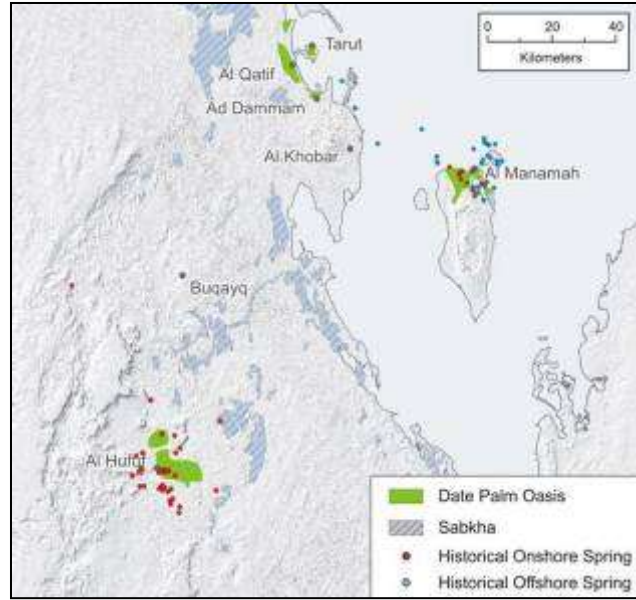 Tarut
0 20 40
Kilometers
Al Qatif
Ad Dammam
Al Khobar
Al Manamah
Buqayq
Al Hufuf
Date Palm Oasis
Sabkha
Historical Onshore Spring
Historical Offshore Spring